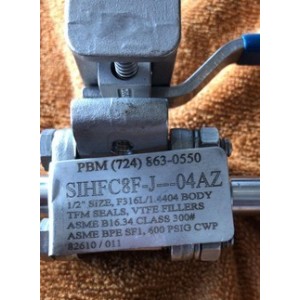 PBM (724) 863-0550
SIHFC8F-J---04AZ
1/2" SIZE, F316L/1.4404 BODY
TFM SEALS, VTFE FILLERS
ASME B16.34 CLASS 300#
ASME BPE SF1, 600 PSIG CWP
82610 / 011